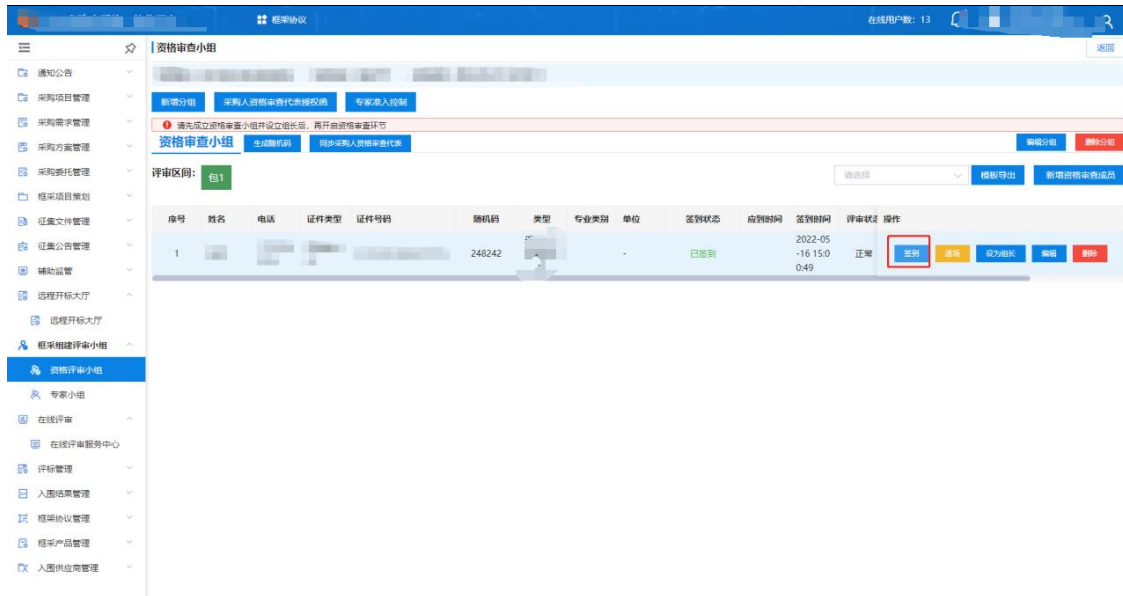 框架协议
在线用户数: 13
资格审查小组
返回
通知公告
采购项目管理
采购需求管理
采购方案管理
采购委托管理
框采项目策划
征集文件管理
征集公告管理
辅助监管
远程开标大厅
远程开标大厅
框采组建评审小组
资格评审小组
专家小组
在线评审
在线评审服务中心
评标管理
入围结果管理
框架协议管理
框采产品管理
入围供应商管理
新增分组 采购人资格审查代表授权函 专家准入控制
请先成立资格审查小组并设立组长后，再开启资格审查环节
资格审查小组 生成随机码 同步采购人资格审查代表 编辑分组 删除分组
评审区间: 包1 请选择 模板导出 新增资格审查成员
序号 姓名 电话 证件类型 证件号码 随机码 类型 专业类别 单位 签到状态 应到时间 签到时间 评审状态 操作
1 248242 - 已签到 2022-05
-16 15:0
0:49
正常 签到 退场 设为组长 编辑 删除